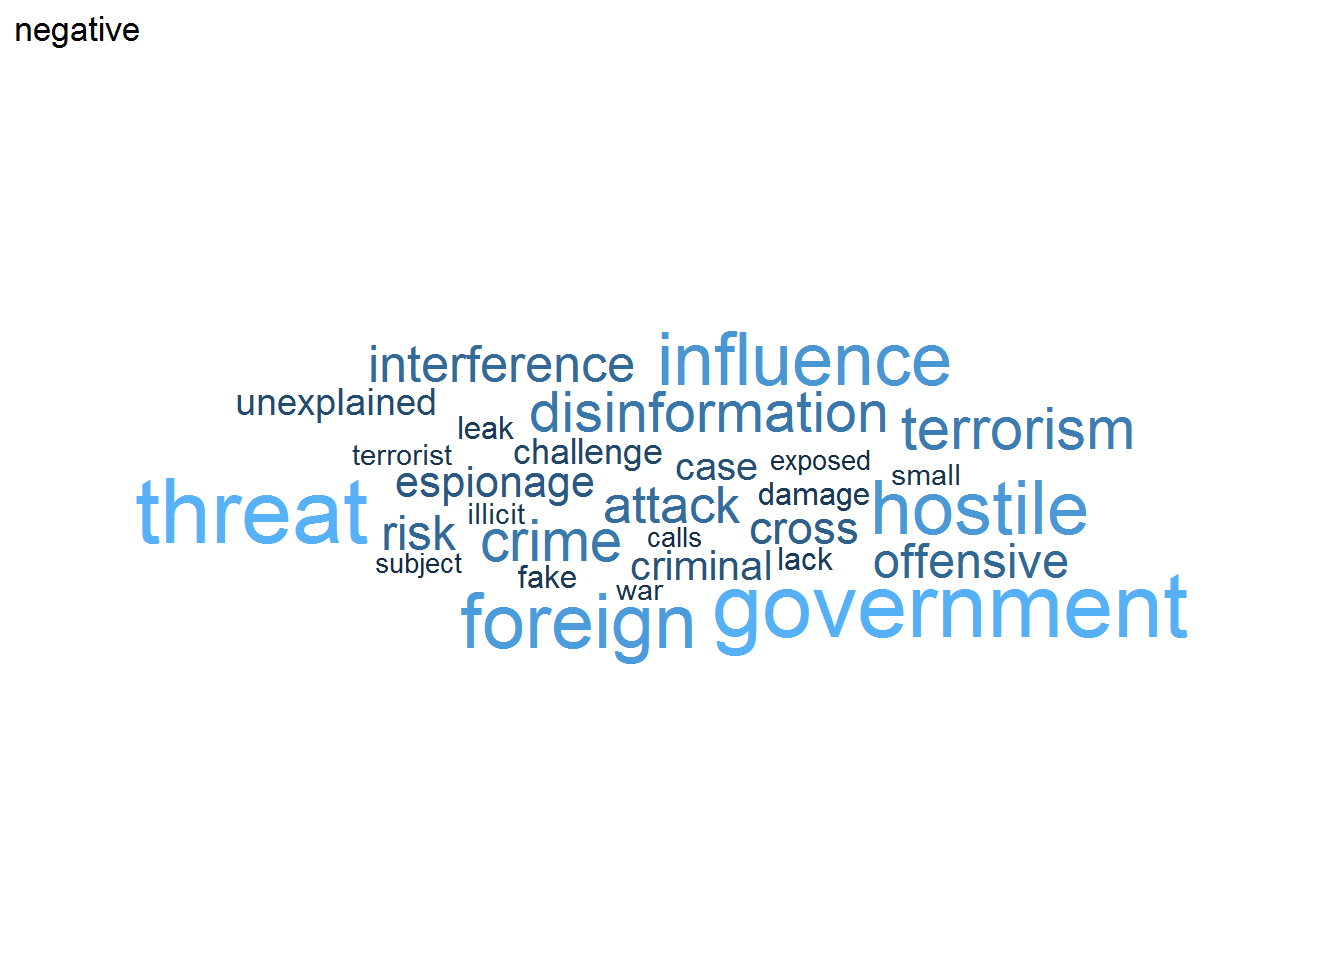 negative
interference
influence
unexplained
disinformation
leak
terrorism
terrorist
challenge
case
exposed
small
espionage
threat
attack
damage
hostile
illicit
risk
crime
calls
cross
subject
fake
criminal
lack
offensive
war
foreign
government